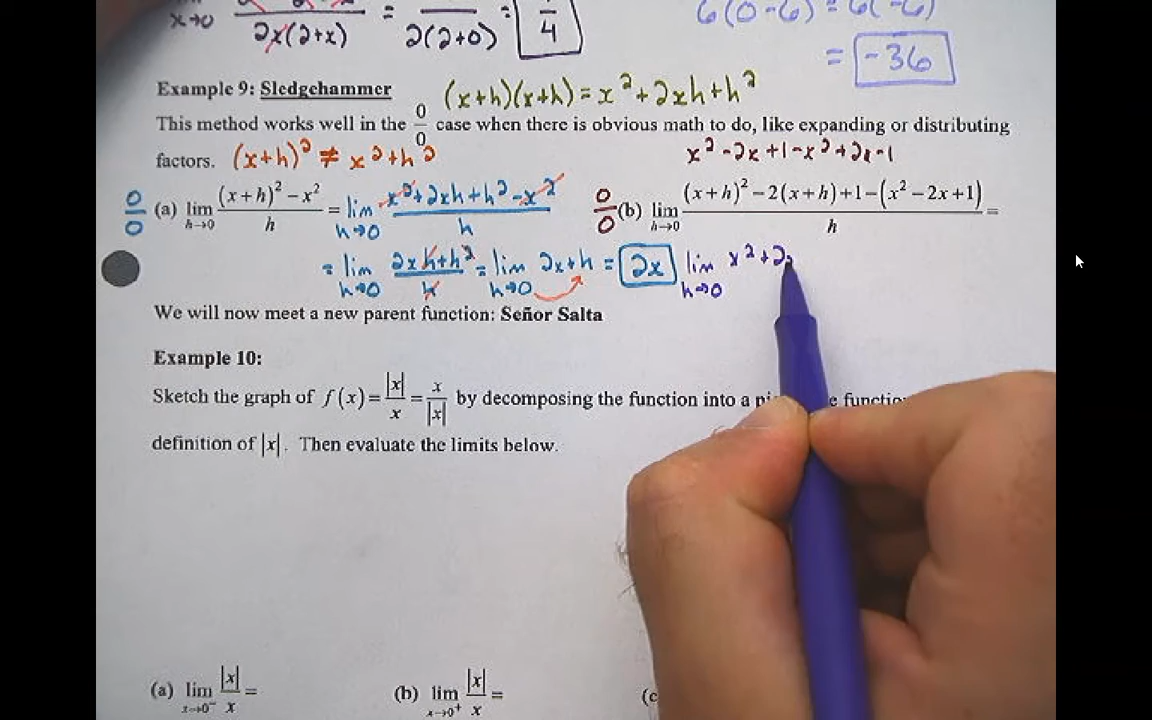 lim x→0 2x(2+x) = 2(2+0) = 4 6(0-6) = 6(-6)
= -36
Example 9: Sledgehammer (x+h)(x+h) = x²+2xh+h²
This method works well in the 0/0 case when there is obvious math to do, like expanding or distributing
factors. (x+h)² ≠ x²+h² x²-2x+1-x²+2x-1
0/0 (a) lim h→0 ((x+h)²-x²)/h = lim h→0 (x²+2xh+h²-x²)/h 0/0 (b) lim h→0 ((x+h)²-2(x+h)+1-(x²-2x+1))/h =
= lim h→0 (2xh+h²)/h = lim h→0 2x+h = 2x lim h→0 x²+2
We will now meet a new parent function: Señor Salta
Example 10:
Sketch the graph of f(x) = |x|/x = x/|x| by decomposing the function into a
definition of |x|. Then evaluate the limits below.
(a) lim x→0⁻ |x|/x = (b) lim x→0⁺ |x|/x = (c